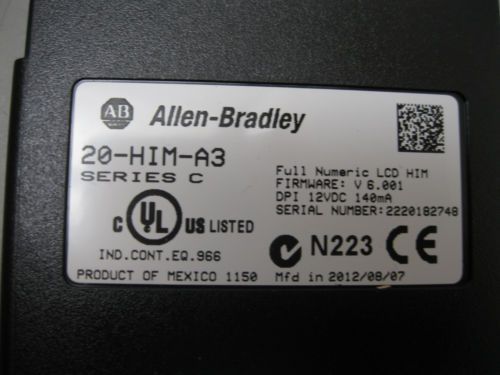 AB
Allen-Bradley
20-HIM-A3
SERIES C
Full Numeric LCD HIM
FIRMWARE: V 6.001
DPI 12VDC 140mA
SERIAL NUMBER:2220182748
C UL US LISTED
IND.CONT.EQ.966
N223 CE
PRODUCT OF MEXICO 1150 Mfd in 2012/08/07